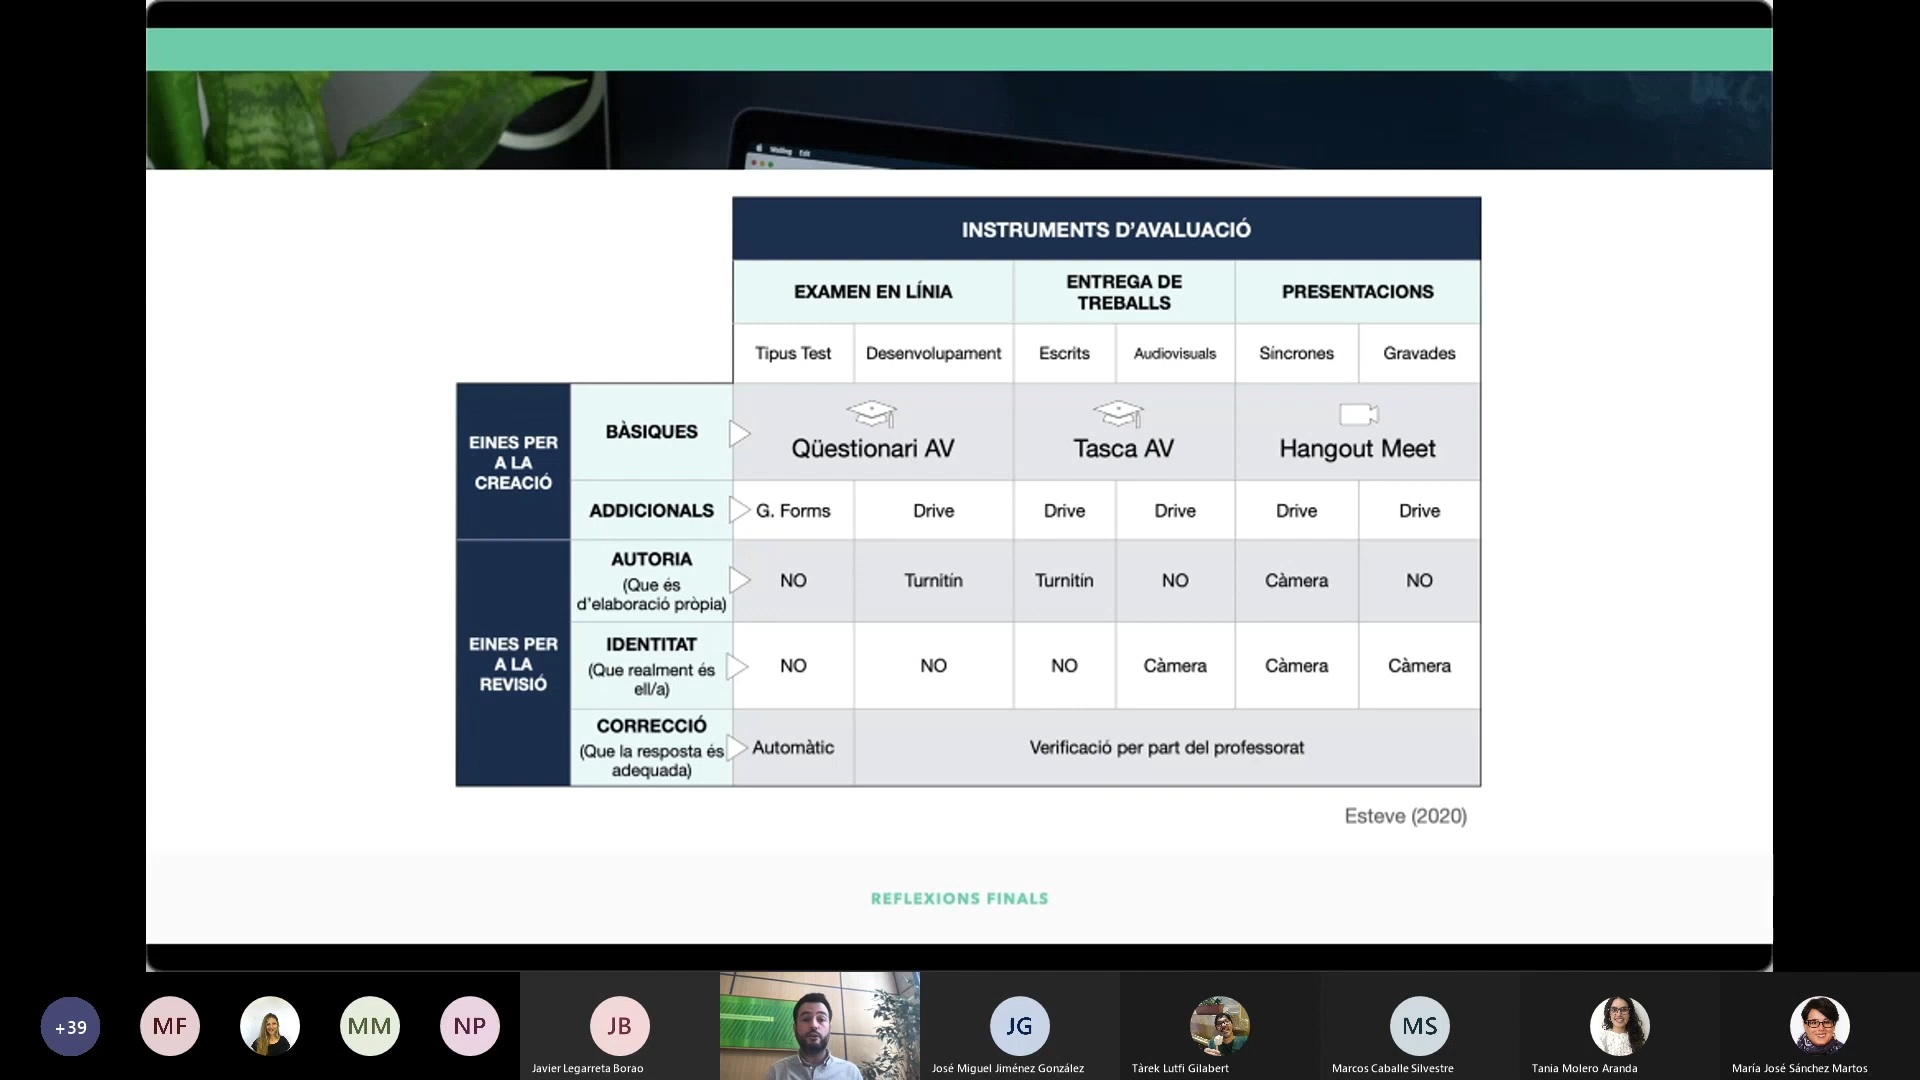 Waiting Edit
INSTRUMENTS D'AVALUACIÓ
EXAMEN EN LÍNIA
ENTREGA DE
TREBALLS
PRESENTACIONS
Tipus Test
Desenvolupament
Escrits
Audiovisuals
Síncrones
Gravades
EINES PER
A LA
CREACIÓ
BÀSIQUES
Qüestionari AV
Tasca AV
Hangout Meet
ADDICIONALS
G. Forms
Drive
Drive
Drive
Drive
Drive
EINES PER
A LA
REVISIÓ
AUTORIA
(Que és
d'elaboració pròpia)
NO
Turnitin
Turnitin
NO
Càmera
NO
IDENTITAT
(Que realment és
ell/a)
NO
NO
NO
Càmera
Càmera
Càmera
CORRECCIÓ
(Que la resposta és
adequada)
Automàtic
Verificació per part del professorat
Esteve (2020)
REFLEXIONS FINALS
+39
MF
MM
NP
JB
JG
MS
Javier Legarreta Borao
José Miguel Jiménez González
Tàrek Lutfi Gilabert
Marcos Caballe Silvestre
Tania Molero Aranda
María José Sánchez Martos